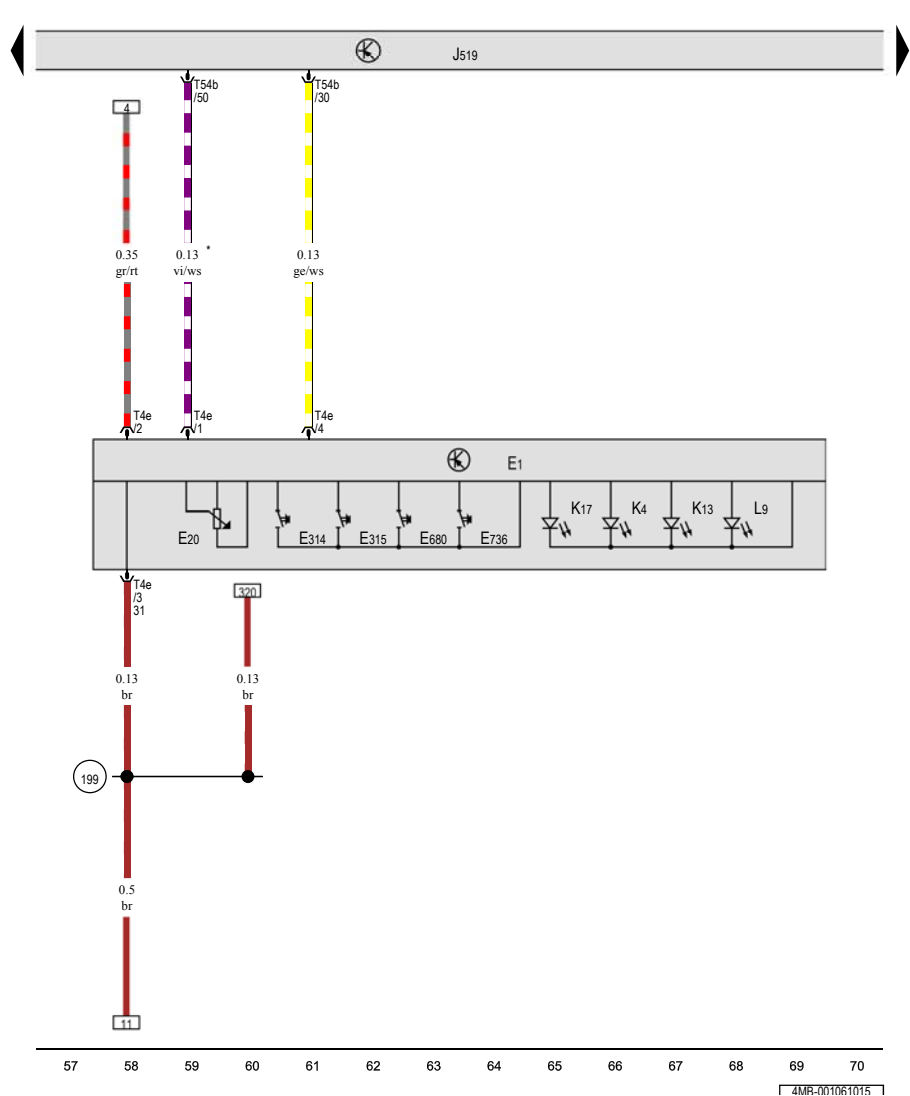 J519
T54b
/50
T54b
/30
4
0.35
gr/rt
0.13 *
vi/ws
0.13
ge/ws
T4e
/2
T4e
/1
T4e
/4
E1
E20
E314
E315
E680
E736
K17
K4
K13
L9
T4e
/3
31
320
0.13
br
0.13
br
199
0.5
br
11
57 58 59 60 61 62 63 64 65 66 67 68 69 70
4MB-001061015